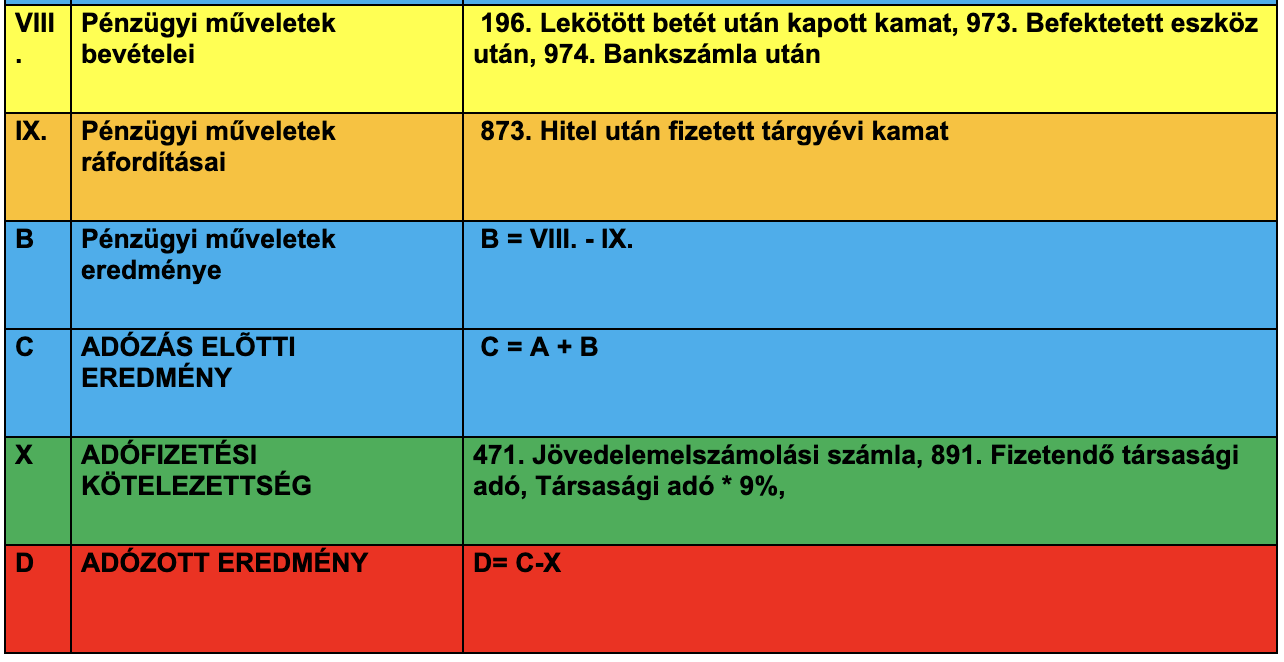 VIII
.
Pénzügyi műveletek
bevételei
196. Lekötött betét után kapott kamat, 973. Befektetett eszköz
után, 974. Bankszámla után
IX.
Pénzügyi műveletek
ráfordításai
873. Hitel után fizetett tárgyévi kamat
B
Pénzügyi műveletek
eredménye
B = VIII. - IX.
C
ADÓZÁS ELÕTTI
EREDMÉNY
C = A + B
X
ADÓFIZETÉSI
KÖTELEZETTSÉG
471. Jövedelemelszámolási számla, 891. Fizetendő társasági
adó, Társasági adó * 9%,
D
ADÓZOTT EREDMÉNY
D= C-X